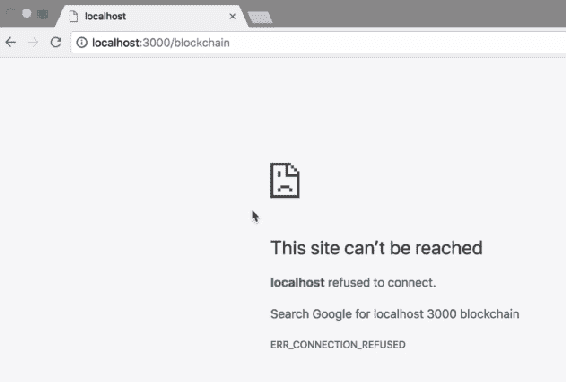 localhost
localhost:3000/blockchain
This site can't be reached
localhost refused to connect.
Search Google for localhost 3000 blockchain
ERR_CONNECTION_REFUSED